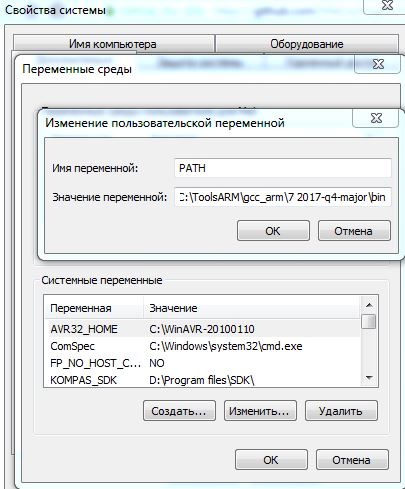 Свойства системы
Имя компьютера Оборудование
Переменные среды
Изменение пользовательской переменной
Имя переменной: PATH
Значение переменной: C:\ToolsARM\gcc_arm\7 2017-q4-major\bin
ОК Отмена
Системные переменные
Переменная Значение
AVR32_HOME C:\WinAVR-20100110
ComSpec C:\Windows\system32\cmd.exe
FP_NO_HOST_C... NO
KOMPAS_SDK D:\Program files\SDK\
Создать... Изменить... Удалить
ОК Отмена